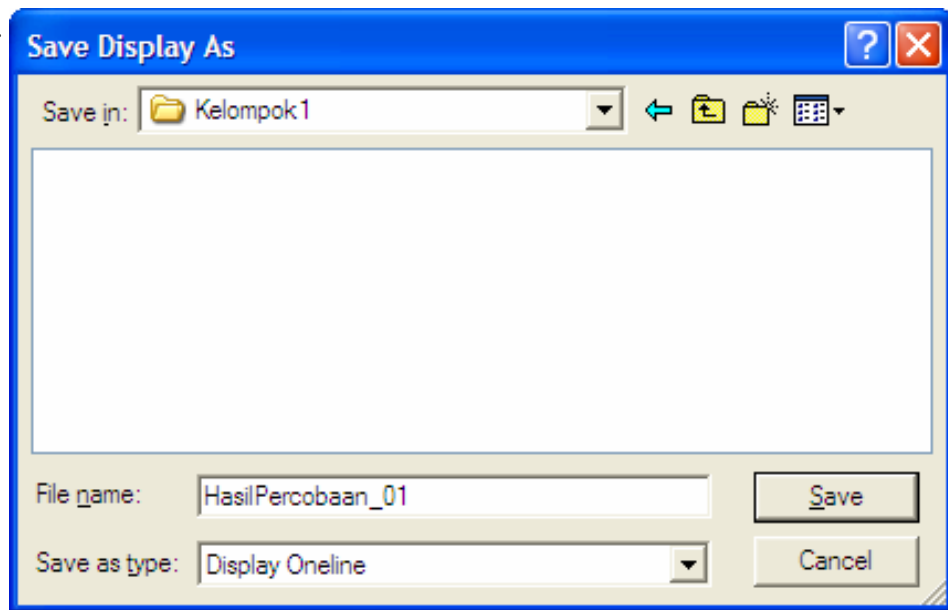 Save Display As
Save in: Kelompok1
File name: HasilPercobaan_01 Save
Save as type: Display Oneline Cancel